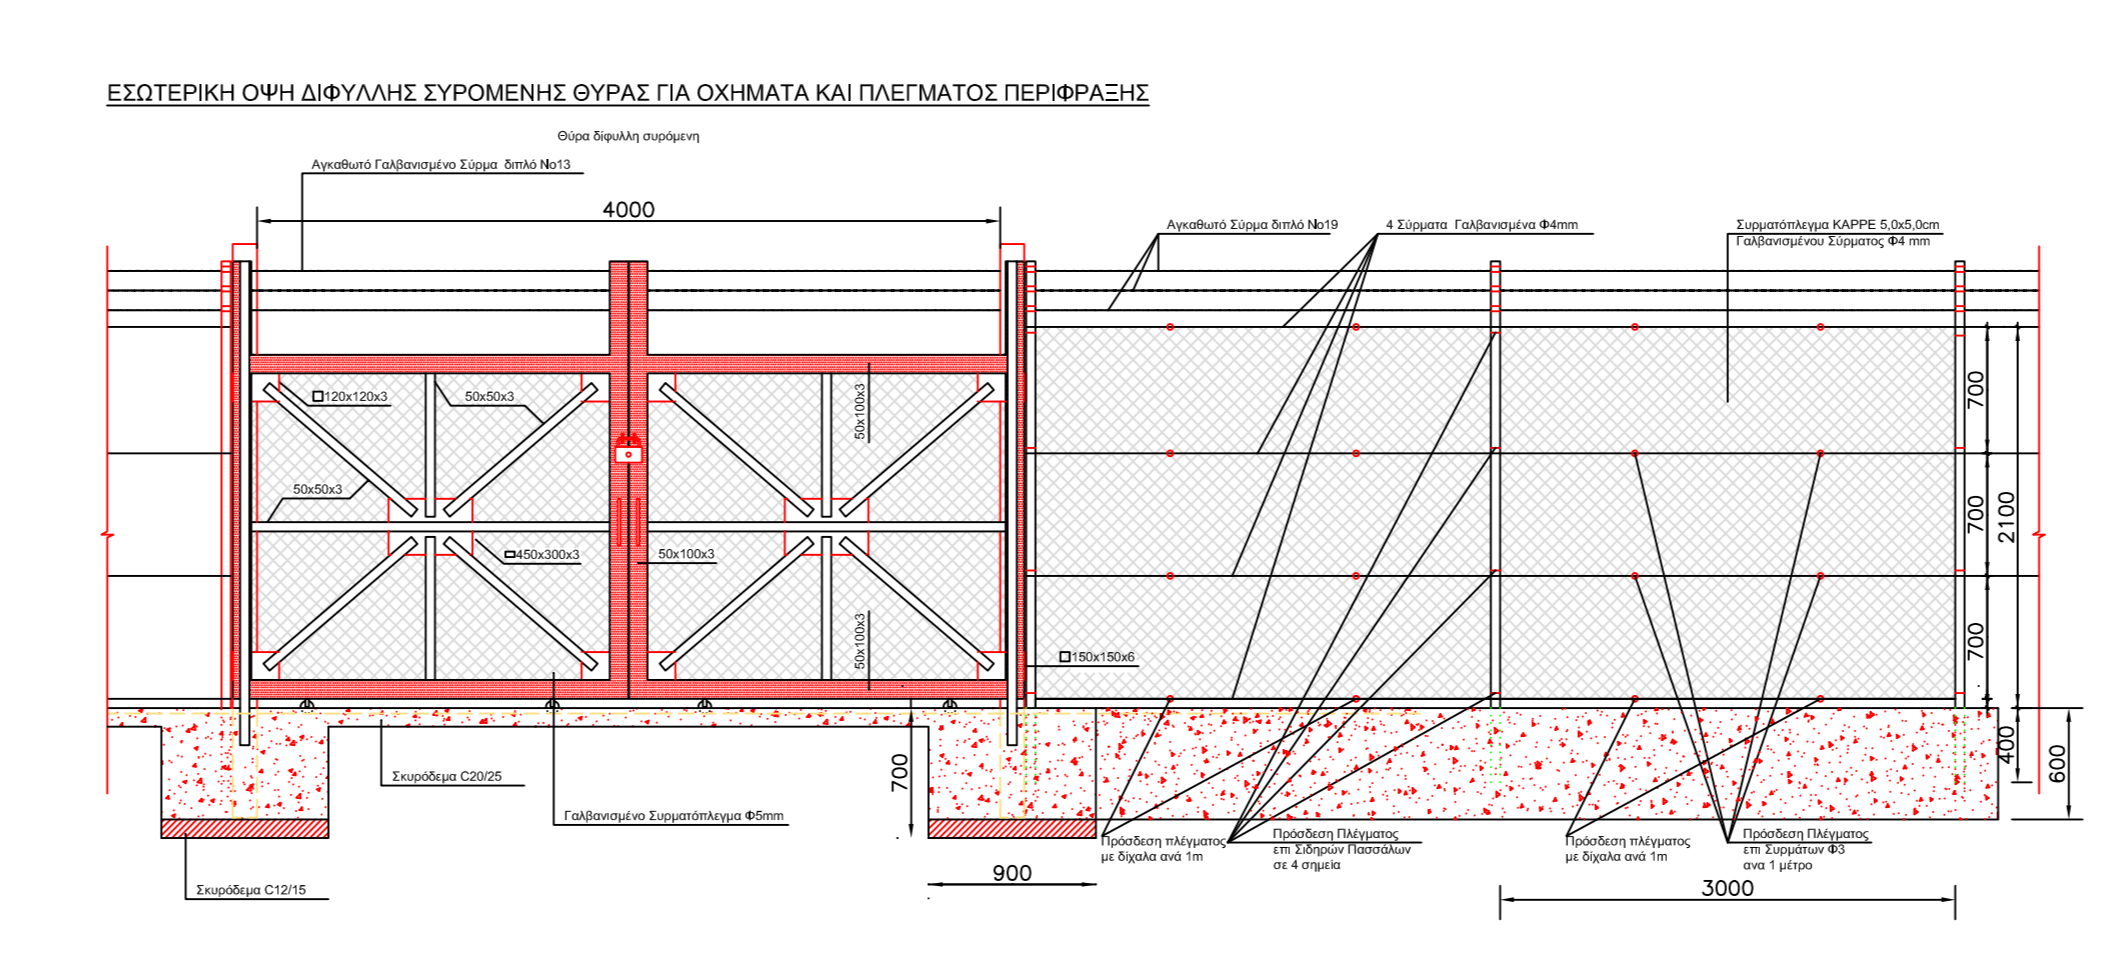 ΕΣΩΤΕΡΙΚΗ ΟΨΗ ΔΙΦΥΛΛΗΣ ΣΥΡΟΜΕΝΗΣ ΘΥΡΑΣ ΓΙΑ ΟΧΗΜΑΤΑ ΚΑΙ ΠΛΕΓΜΑΤΟΣ ΠΕΡΙΦΡΑΞΗΣ
Θύρα δίφυλλη συρόμενη
Αγκαθωτό Γαλβανισμένο Σύρμα διπλό Νο13
4000
Αγκαθωτό Σύρμα διπλό Νο19
4 Σύρματα Γαλβανισμένα Φ4mm
Συρματόπλεγμα ΚΑΡΡΕ 5,0x5,0cm
Γαλβανισμένου Σύρματος Φ4 mm
120x120x3
50x50x3
50x100x3
700
50x50x3
450x300x3
50x100x3
700
2100
50x100x3
150x150x6
700
700
400
600
Σκυρόδεμα C20/25
Γαλβανισμένο Συρματόπλεγμα Φ5mm
Πρόσδεση πλέγματος
με δίχαλα ανά 1m
Πρόσδεση Πλέγματος
επι Σιδηρών Πασσάλων
σε 4 σημεία
Πρόσδεση πλέγματος
με δίχαλα ανά 1m
Πρόσδεση Πλέγματος
επι Συρμάτων Φ3
ανα 1 μέτρο
900
Σκυρόδεμα C12/15
3000